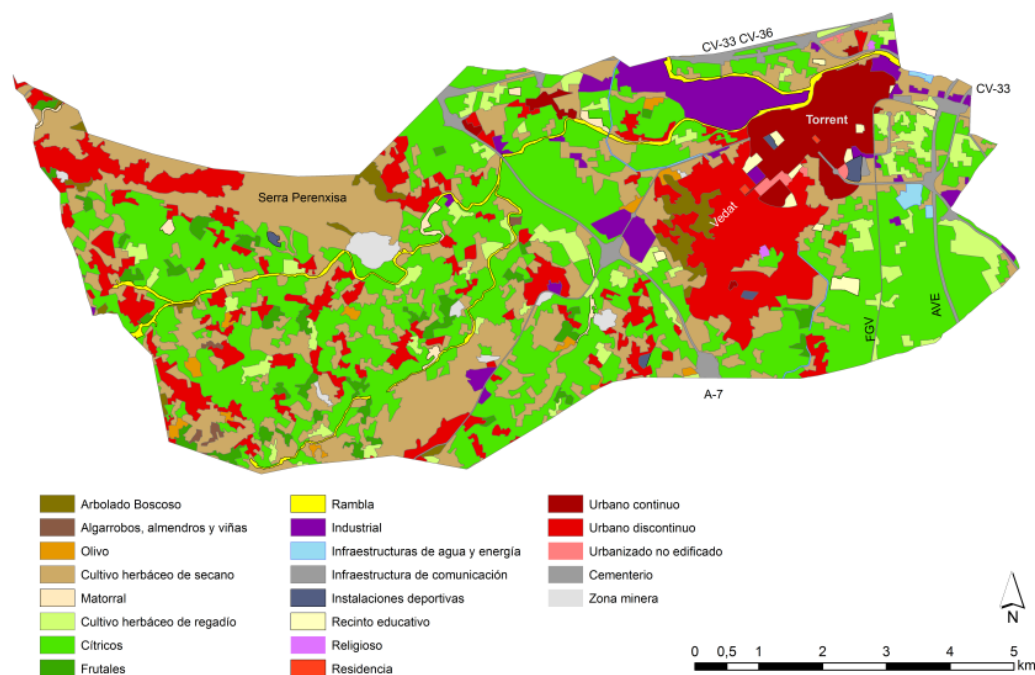 CV-33 CV-36
CV-33
Torrent
Serra Perenxisa
Vedat
FGV
AVE
A-7
Arbolado Boscoso
Algarrobos, almendros y viñas
Olivo
Cultivo herbáceo de secano
Matorral
Cultivo herbáceo de regadío
Cítricos
Frutales
Rambla
Industrial
Infraestructuras de agua y energía
Infraestructura de comunicación
Instalaciones deportivas
Recinto educativo
Religioso
Residencia
Urbano continuo
Urbano discontinuo
Urbanizado no edificado
Cementerio
Zona minera
N
0 0,5 1 2 3 4 5
km